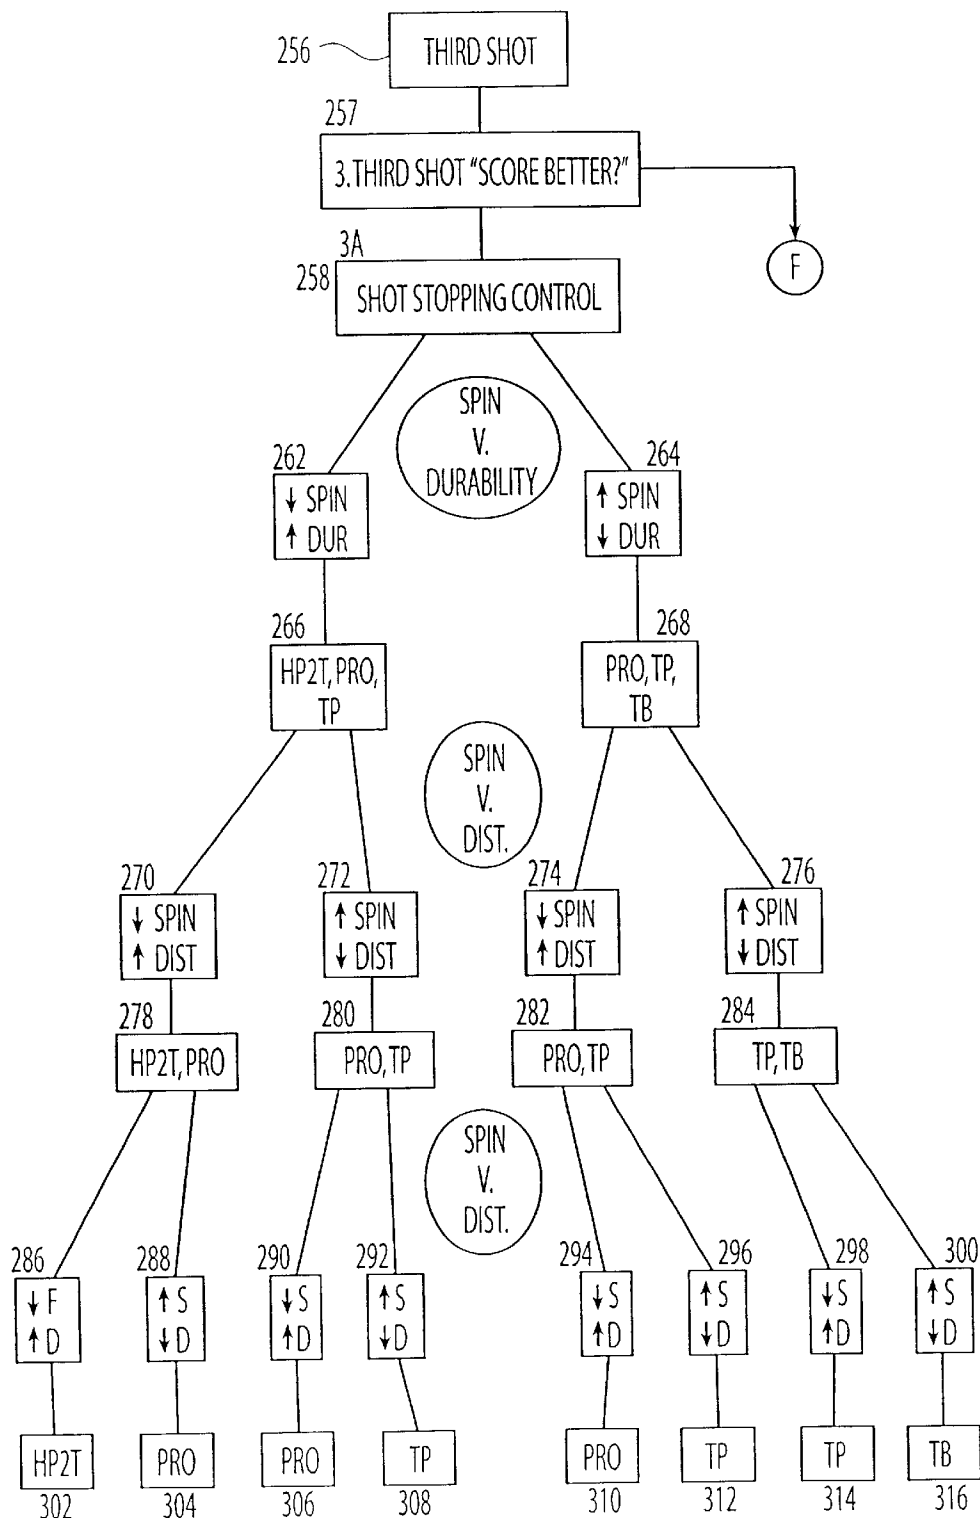 256
THIRD SHOT
257
3. THIRD SHOT "SCORE BETTER?"
F
3A
258
SHOT STOPPING CONTROL
SPIN
V.
DURABILITY
262
↓ SPIN
↑ DUR
264
↑ SPIN
↓ DUR
266
HP2T, PRO,
TP
268
PRO, TP,
TB
SPIN
V.
DIST.
270
↓ SPIN
↑ DIST
272
↑ SPIN
↓ DIST
274
↓ SPIN
↑ DIST
276
↑ SPIN
↓ DIST
278
HP2T, PRO
280
PRO, TP
282
PRO, TP
284
TP, TB
SPIN
V.
DIST.
286
↓ F
↑ D
288
↑ S
↓ D
290
↓ S
↑ D
292
↑ S
↓ D
294
↓ S
↑ D
296
↑ S
↓ D
298
↓ S
↑ D
300
↑ S
↓ D
HP2T
302
PRO
304
PRO
306
TP
308
PRO
310
TP
312
TP
314
TB
316